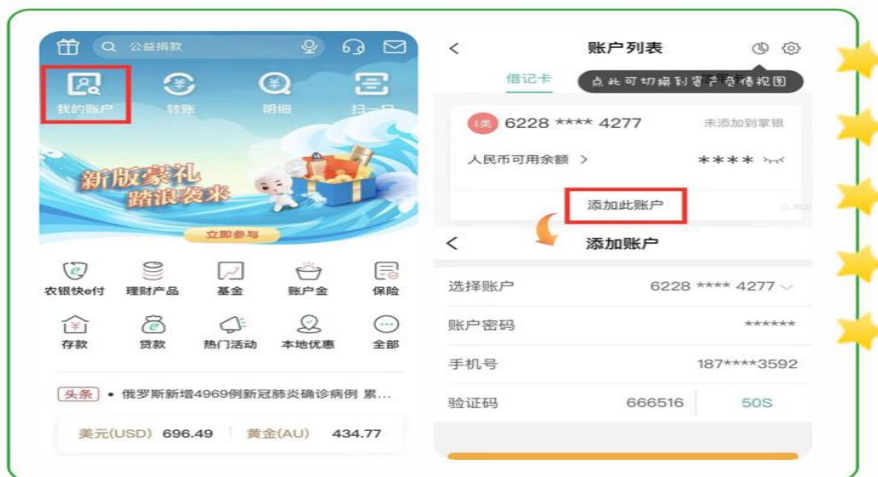 公益捐款
我的账户
转账
明细
扫一扫
新版豪礼
踏浪袭来
立即参与
农银快e付
理财产品
基金
账户金
保险
存款
贷款
热门活动
本地优惠
全部
头条 • 俄罗斯新增4969例新冠肺炎确诊病例 累...
美元(USD) 696.49 黄金(AU) 434.77
账户列表
借记卡
点此可切换到资产负债视图
I类 6228 **** 4277 未添加到掌银
人民币可用余额 > ****
添加此账户
添加账户
选择账户 6228 **** 4277
账户密码 ******
手机号 187****3592
验证码 666516 50S